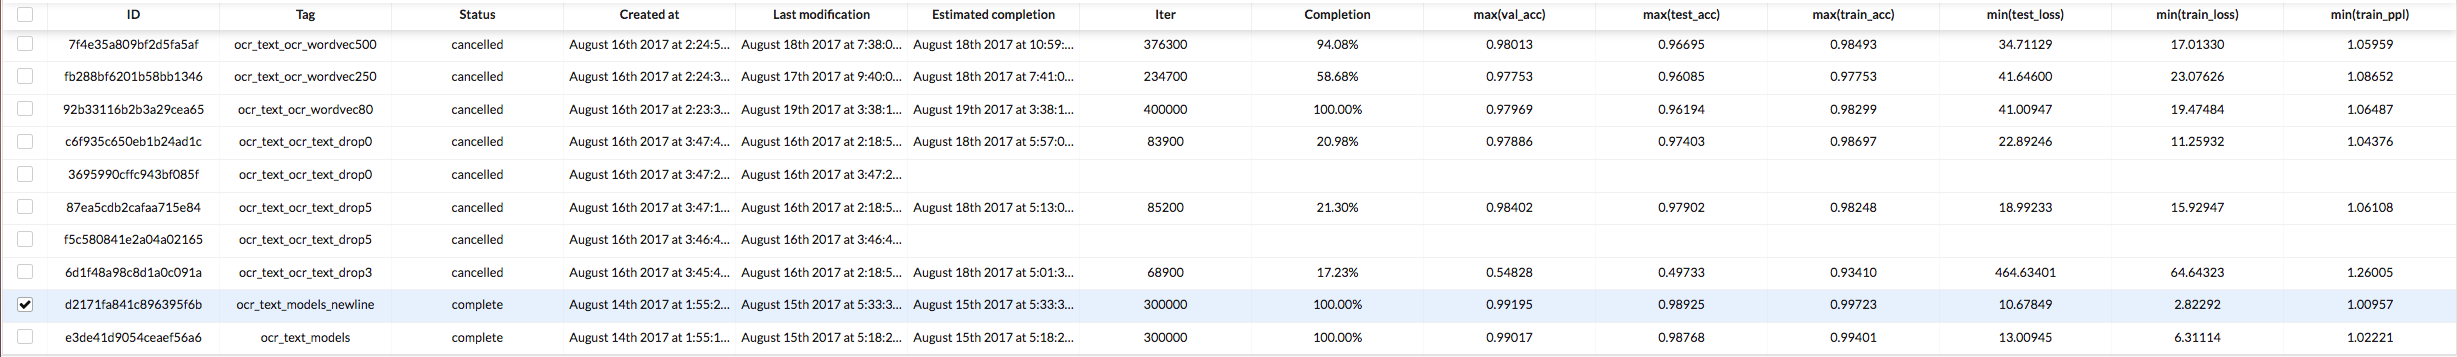 ID Tag Status Created at Last modification Estimated completion Iter Completion max(val_acc) max(test_acc) max(train_acc) min(test_loss) min(train_loss) min(train_ppl)
7f4e35a809bf2d5fa5af ocr_text_ocr_wordvec500 cancelled August 16th 2017 at 2:24:5... August 18th 2017 at 7:38:0... August 18th 2017 at 10:59:... 376300 94.08% 0.98013 0.96695 0.98493 34.71129 17.01330 1.05959
fb288bf6201b58bb1346 ocr_text_ocr_wordvec250 cancelled August 16th 2017 at 2:24:3... August 17th 2017 at 9:40:0... August 18th 2017 at 7:41:0... 234700 58.68% 0.97753 0.96085 0.97753 41.64600 23.07626 1.08652
92b33116b2b3a29cea65 ocr_text_ocr_wordvec80 cancelled August 16th 2017 at 2:23:3... August 19th 2017 at 3:38:1... August 19th 2017 at 3:38:1... 400000 100.00% 0.97969 0.96194 0.98299 41.00947 19.47484 1.06487
c6f935c650eb1b24ad1c ocr_text_ocr_text_drop0 cancelled August 16th 2017 at 3:47:4... August 16th 2017 at 2:18:5... August 18th 2017 at 5:57:0... 83900 20.98% 0.97886 0.97403 0.98697 22.89246 11.25932 1.04376
3695990cffc943bf085f ocr_text_ocr_text_drop0 cancelled August 16th 2017 at 3:47:2... August 16th 2017 at 3:47:2...
87ea5cdb2cafaa715e84 ocr_text_ocr_text_drop5 cancelled August 16th 2017 at 3:47:1... August 16th 2017 at 2:18:5... August 18th 2017 at 5:13:0... 85200 21.30% 0.98402 0.97902 0.98248 18.99233 15.92947 1.06108
f5c580841e2a04a02165 ocr_text_ocr_text_drop5 cancelled August 16th 2017 at 3:46:4... August 16th 2017 at 3:46:4...
6d1f48a98c8d1a0c091a ocr_text_ocr_text_drop3 cancelled August 16th 2017 at 3:45:4... August 16th 2017 at 2:18:5... August 18th 2017 at 5:01:3... 68900 17.23% 0.54828 0.49733 0.93410 464.63401 64.64323 1.26005
d2171fa841c896395f6b ocr_text_models_newline complete August 14th 2017 at 1:55:2... August 15th 2017 at 5:33:3... August 15th 2017 at 5:33:3... 300000 100.00% 0.99195 0.98925 0.99723 10.67849 2.82292 1.00957
e3de41d9054ceaef56a6 ocr_text_models complete August 14th 2017 at 1:55:1... August 15th 2017 at 5:18:2... August 15th 2017 at 5:18:2... 300000 100.00% 0.99017 0.98768 0.99401 13.00945 6.31114 1.02221